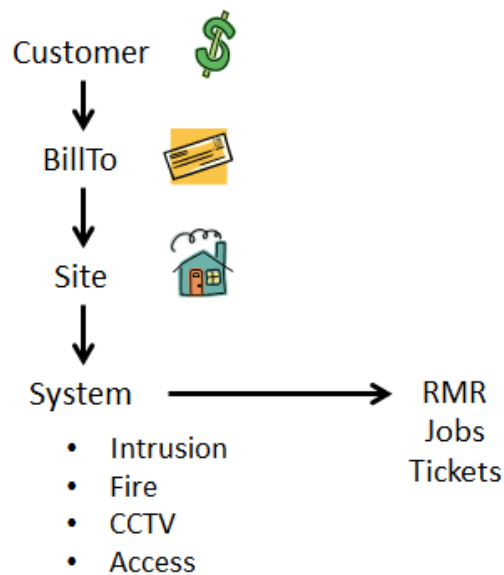 Customer
BillTo
Site
System
RMR
Jobs
Tickets
• Intrusion
• Fire
• CCTV
• Access